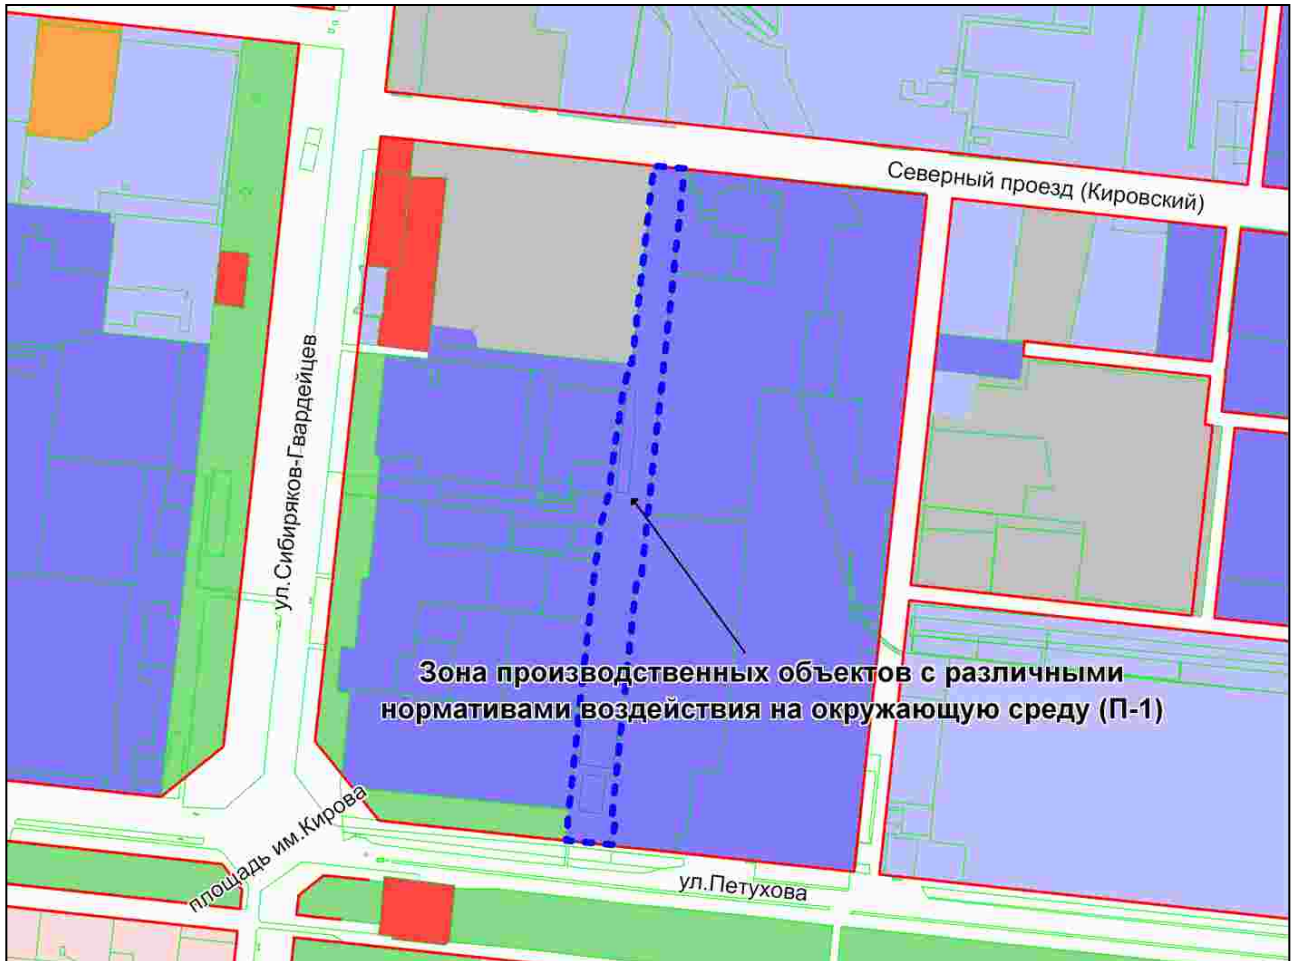 Северный проезд (Кировский)
ул.Сибиряков-Гвардейцев
Зона производственных объектов с различными
нормативами воздействия на окружающую среду (П-1)
площадь им.Кирова
ул.Петухова